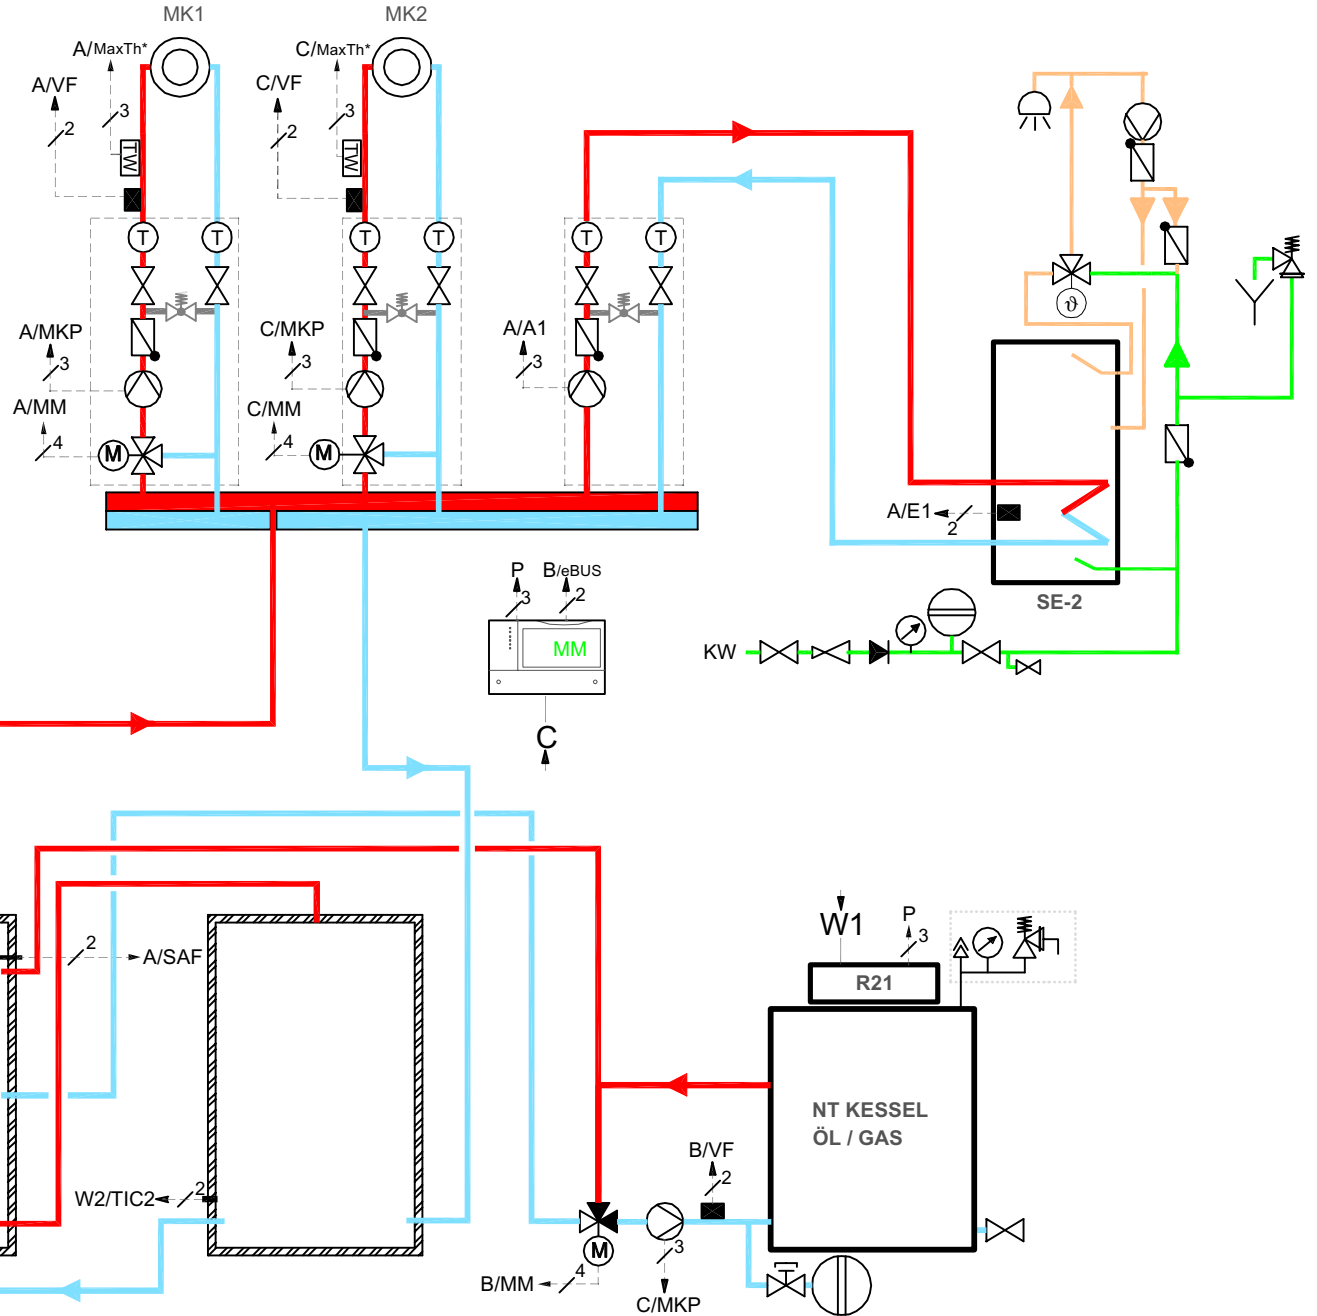 MK1
MK2
A/MaxTh*
C/MaxTh*
A/VF
C/VF
3
3
2
2
TW
TW
T
T
T
T
T
T
A/MKP
C/MKP
A/A1
3
3
3
A/MM
C/MM
4
4
M
M
ϑ
A/E1
2
SE-2
P
B/eBUS
3
2
MM
KW
C
W1
P
3
2
A/SAF
R21
NT KESSEL
ÖL / GAS
B/VF
2
W2/TIC2
2
M
3
4
B/MM
C/MKP